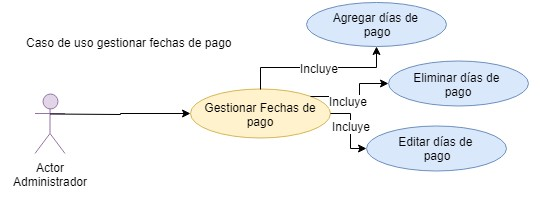 Agregar días de
pago
Caso de uso gestionar fechas de pago
Incluye
Eliminar días de
pago
Incluye
Gestionar Fechas de
pago
Incluye
Editar días de
pago
Actor
Administrador